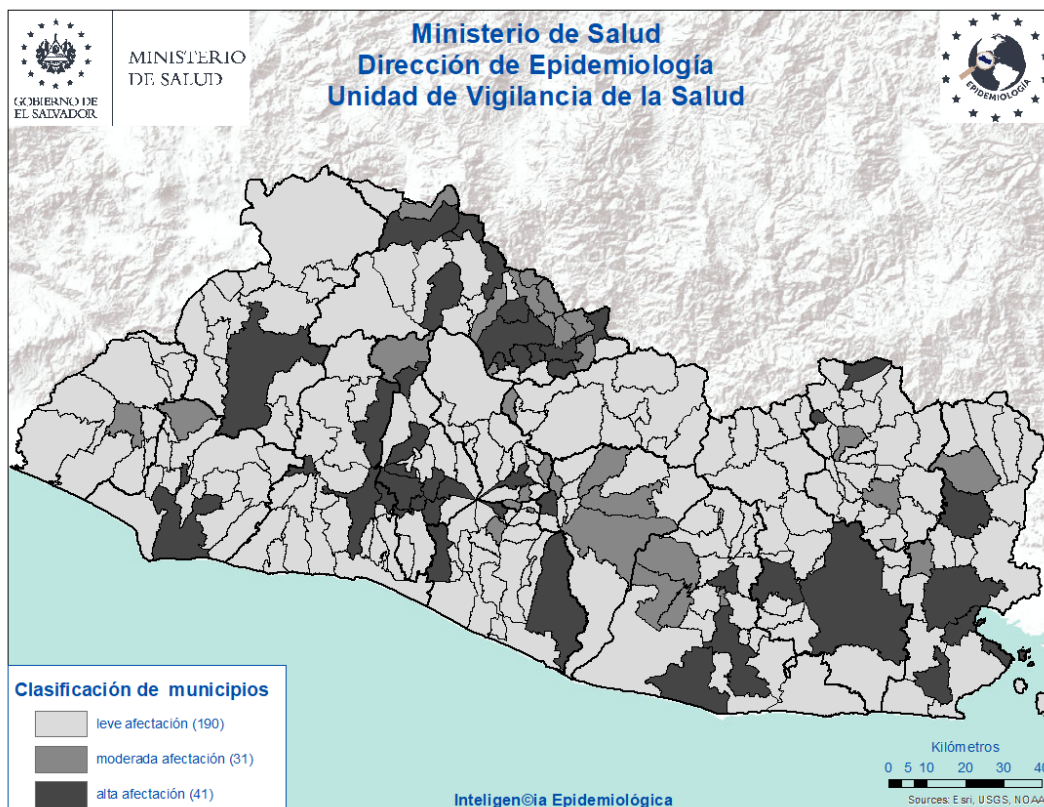 Ministerio de Salud
Dirección de Epidemiología
Unidad de Vigilancia de la Salud
GOBIERNO DE
EL SALVADOR
MINISTERIO
DE SALUD
EPIDEMIOLOGÍA
Clasificación de municipios
leve afectación (190)
moderada afectación (31)
alta afectación (41)
Inteligen©ia Epidemiológica
Kilómetros
0 5 10 20 30 40
Sources: Esri, USGS, NOAA